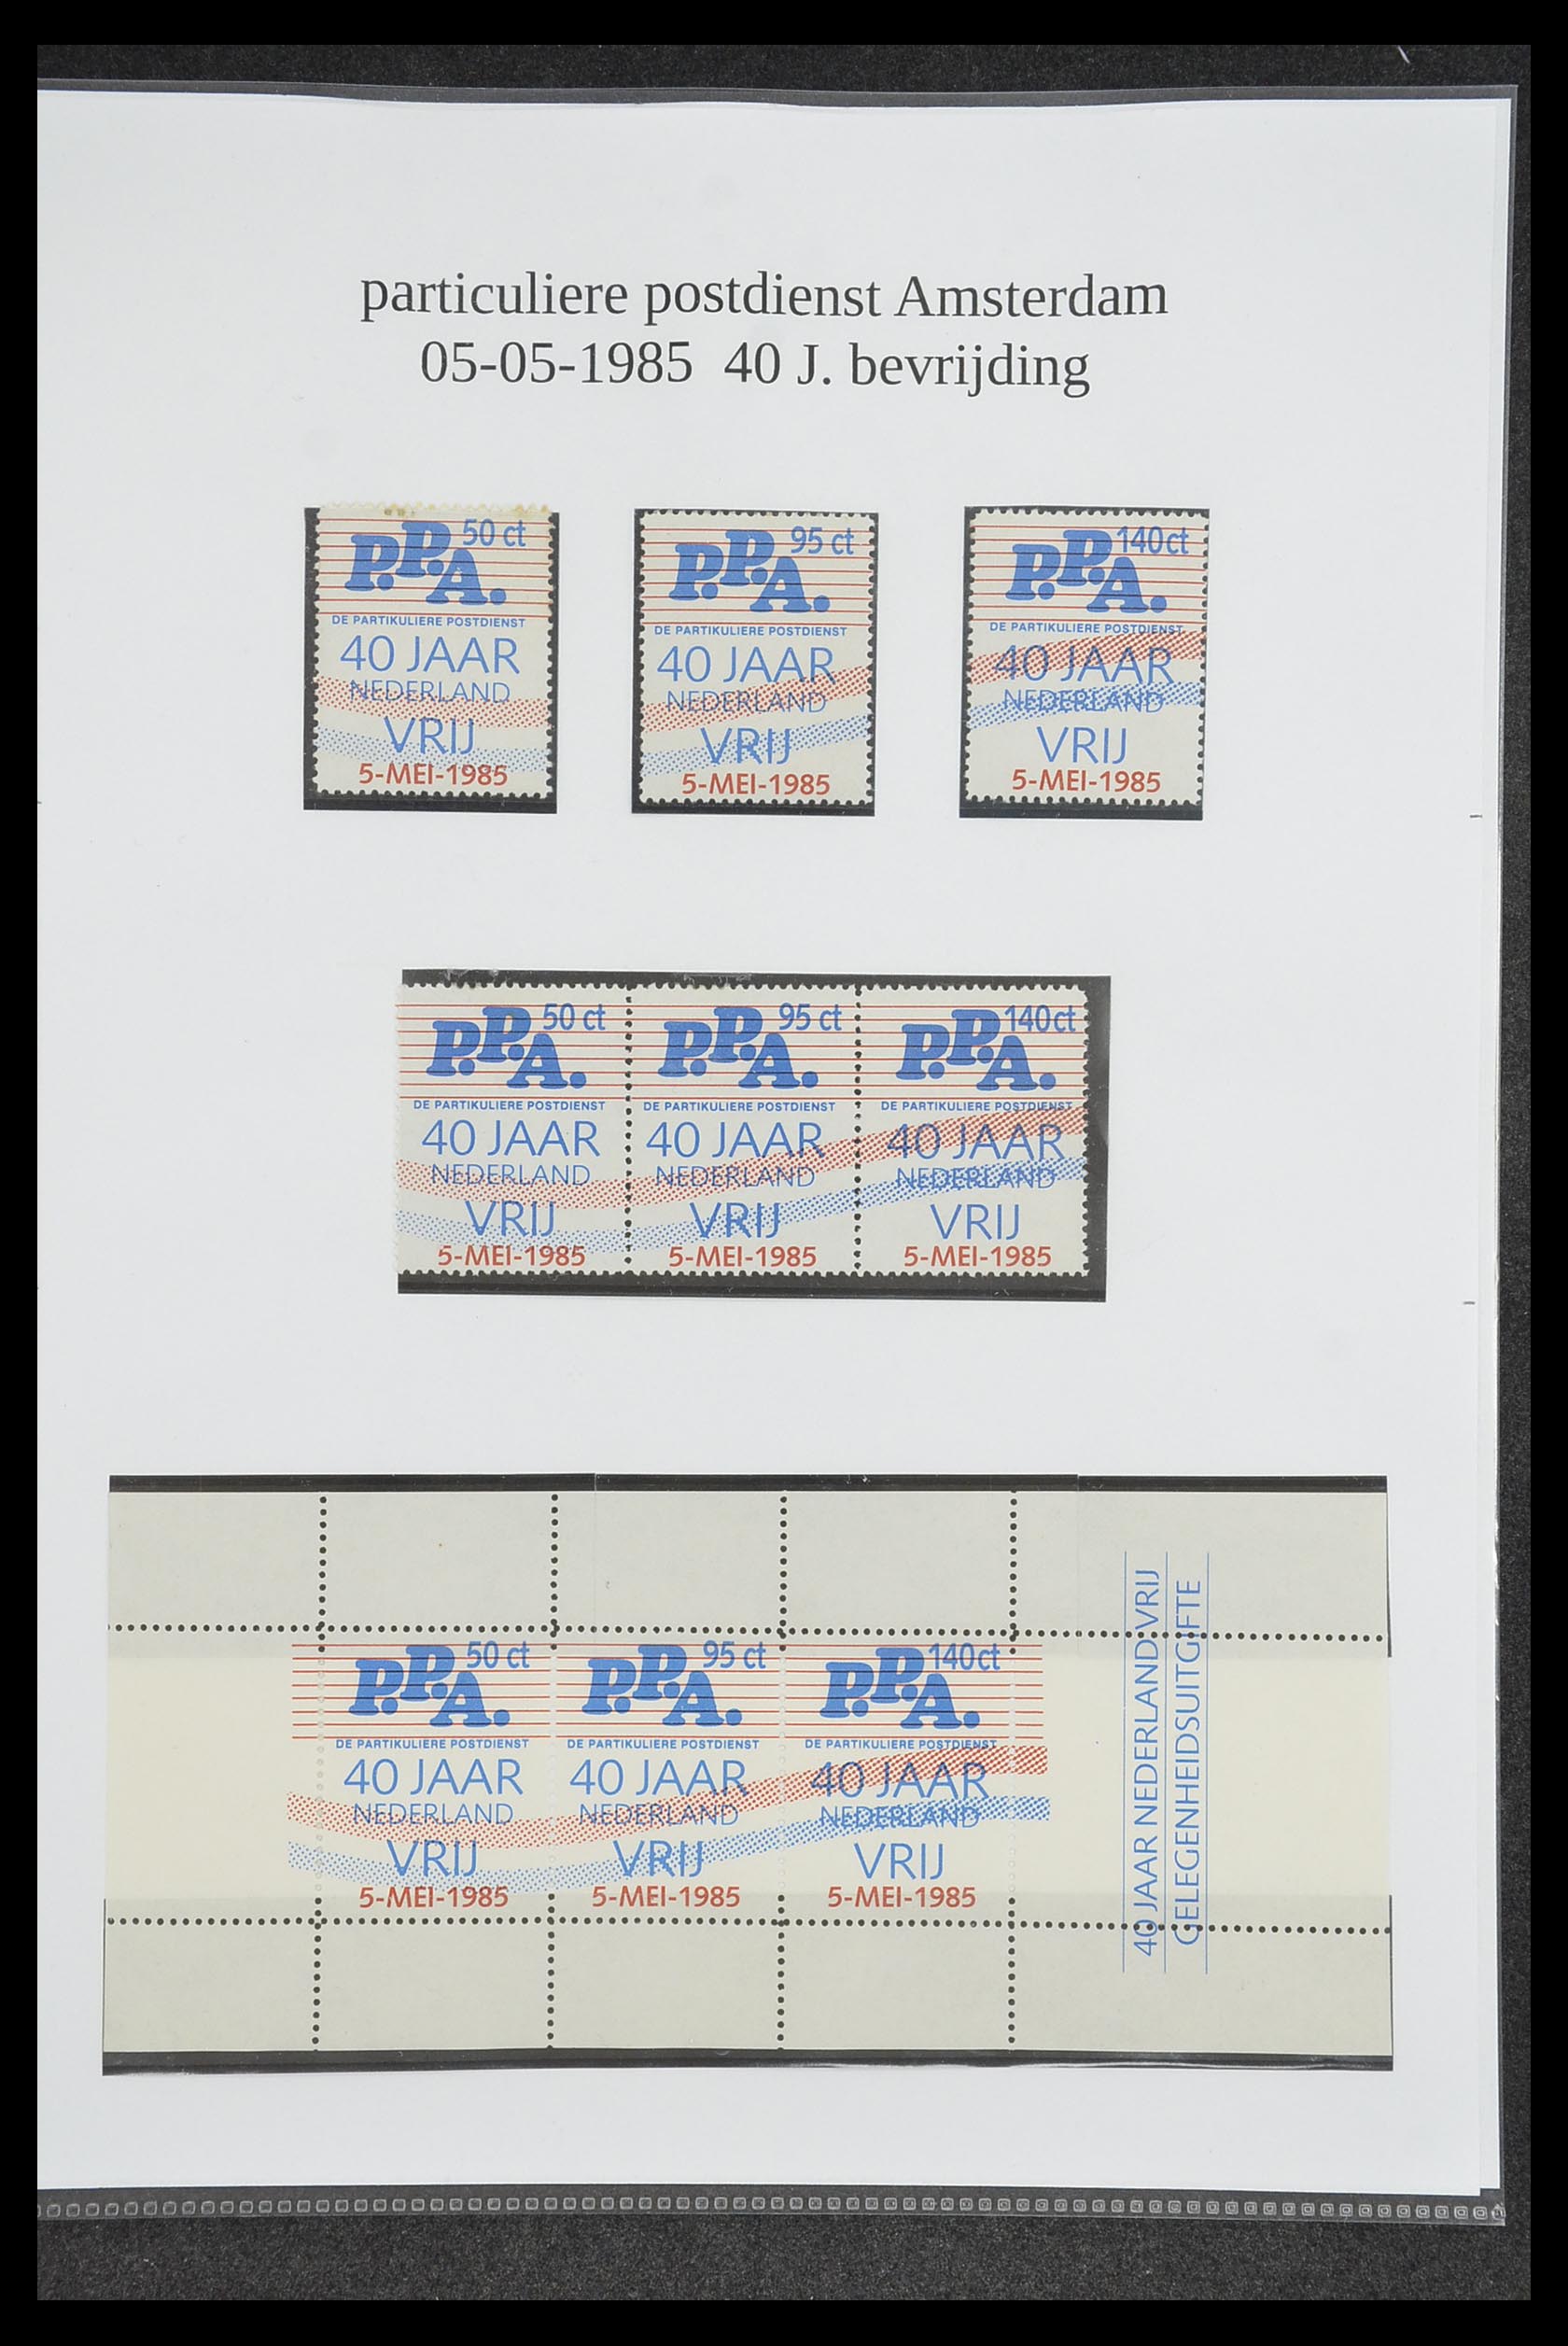 particuliere postdienst Amsterdam
05-05-1985 40 J. bevrijding
50 ct
P.P.A.
DE PARTIKULIERE POSTDIENST
40 JAAR
NEDERLAND
VRIJ
5-MEI-1985
95 ct
P.P.A.
DE PARTIKULIERE POSTDIENST
40 JAAR
NEDERLAND
VRIJ
5-MEI-1985
140ct
P.P.A.
DE PARTIKULIERE POSTDIENST
40 JAAR
NEDERLAND
VRIJ
5-MEI-1985
50 ct
P.P.A.
DE PARTIKULIERE POSTDIENST
40 JAAR
NEDERLAND
VRIJ
5-MEI-1985
95 ct
P.P.A.
DE PARTIKULIERE POSTDIENST
40 JAAR
NEDERLAND
VRIJ
5-MEI-1985
140ct
P.P.A.
DE PARTIKULIERE POSTDIENST
40 JAAR
NEDERLAND
VRIJ
5-MEI-1985
50 ct
P.P.A.
DE PARTIKULIERE POSTDIENST
40 JAAR
NEDERLAND
VRIJ
5-MEI-1985
95 ct
P.P.A.
DE PARTIKULIERE POSTDIENST
40 JAAR
NEDERLAND
VRIJ
5-MEI-1985
140ct
P.P.A.
DE PARTIKULIERE POSTDIENST
40 JAAR
NEDERLAND
VRIJ
5-MEI-1985
40 JAAR NEDERLANDVRIJ
GELEGENHEIDSUITGIFTE